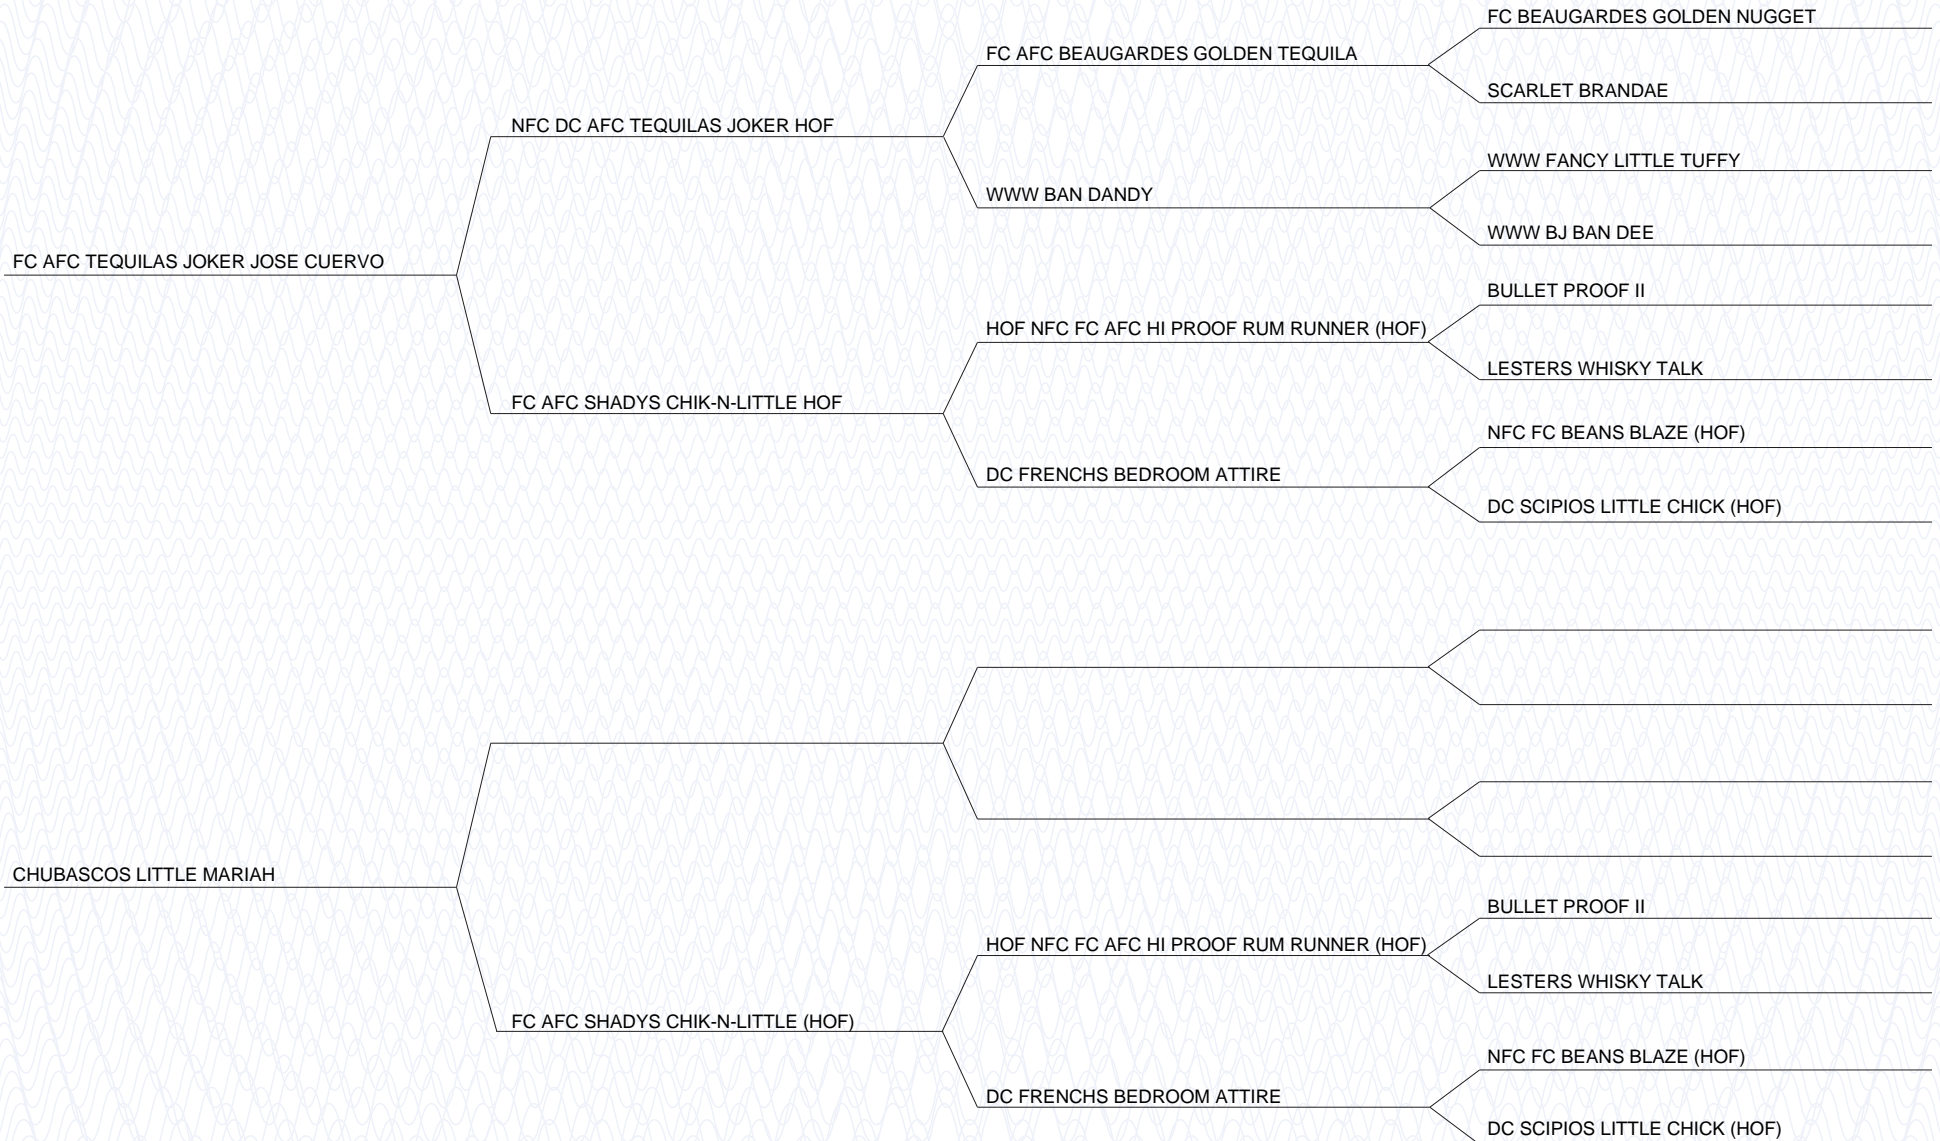 FC BEAUGARDES GOLDEN NUGGET
FC AFC BEAUGARDES GOLDEN TEQUILA
SCARLET BRANDAE
NFC DC AFC TEQUILAS JOKER HOF
WWW FANCY LITTLE TUFFY
WWW BAN DANDY
WWW BJ BAN DEE
FC AFC TEQUILAS JOKER JOSE CUERVO
BULLET PROOF II
HOF NFC FC AFC HI PROOF RUM RUNNER (HOF)
LESTERS WHISKY TALK
FC AFC SHADYS CHIK-N-LITTLE HOF
NFC FC BEANS BLAZE (HOF)
DC FRENCHS BEDROOM ATTIRE
DC SCIPIOS LITTLE CHICK (HOF)
CHUBASCOS LITTLE MARIAH
BULLET PROOF II
HOF NFC FC AFC HI PROOF RUM RUNNER (HOF)
LESTERS WHISKY TALK
FC AFC SHADYS CHIK-N-LITTLE (HOF)
NFC FC BEANS BLAZE (HOF)
DC FRENCHS BEDROOM ATTIRE
DC SCIPIOS LITTLE CHICK (HOF)